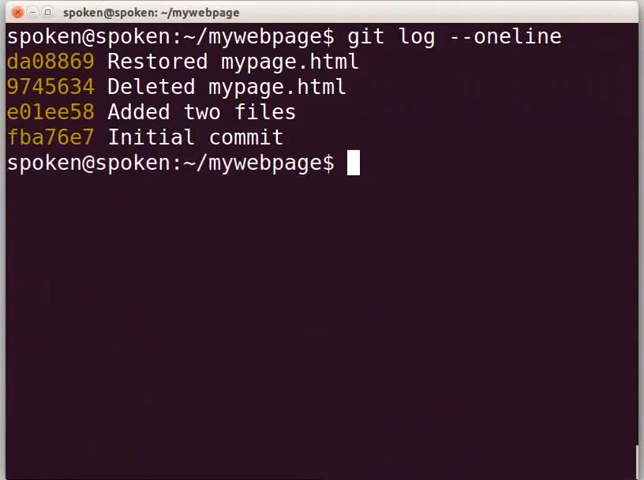 spoken@spoken: ~/mywebpage
spoken@spoken:~/mywebpage$ git log --oneline
da08869 Restored mypage.html
9745634 Deleted mypage.html
e01ee58 Added two files
fba76e7 Initial commit
spoken@spoken:~/mywebpage$